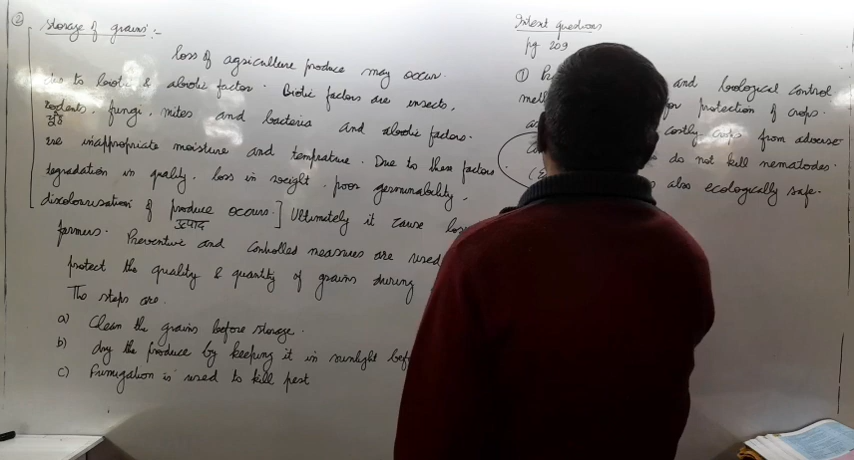 ②
Storage of grains :-
loss of agriculture produce may occur.
to biotic & abiotic factor. Biotic factors are insects,
rodents, fungi, mites and bacteria and abiotic factors.
are inappropriate moisture and temprature. Due to these factors.
degradation in quality, loss in weight, poor germinability,
discolourisation of produce occurs.] Ultimately it cause
उत्पाद
farmers. Preventive and controlled measures are used
protect the quality & quantity of grains during
The steps are.
a) Clean the grains before storage.
b) dry the produce by keeping it in sunlight
c) Fumigation is used to kill pest
Intext questions
pg 209
①
and biological control
protection of crops.
costly crops from adverse
do not kill nematodes.
also ecologically safe.